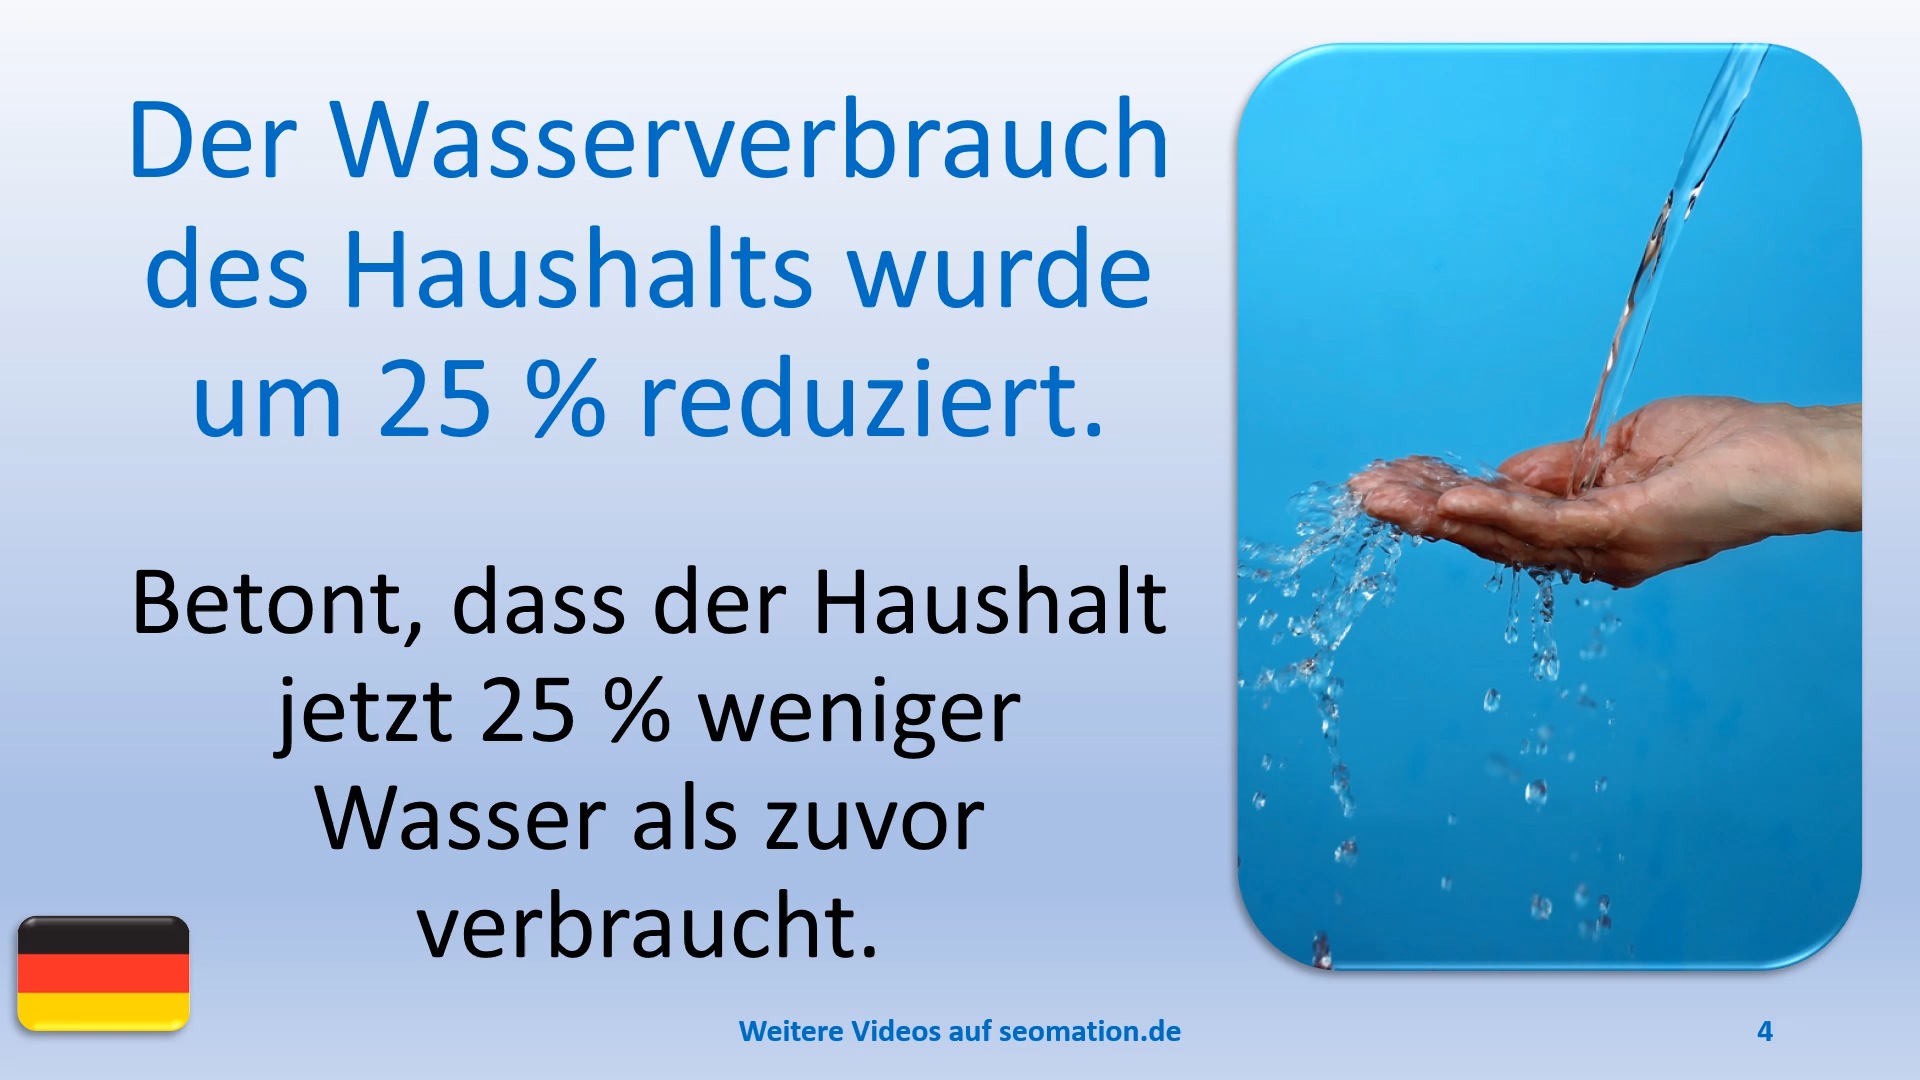 Der Wasserverbrauch
des Haushalts wurde
um 25 % reduziert.
Betont, dass der Haushalt
jetzt 25 % weniger
Wasser als zuvor
verbraucht.
Weitere Videos auf seomation.de
4